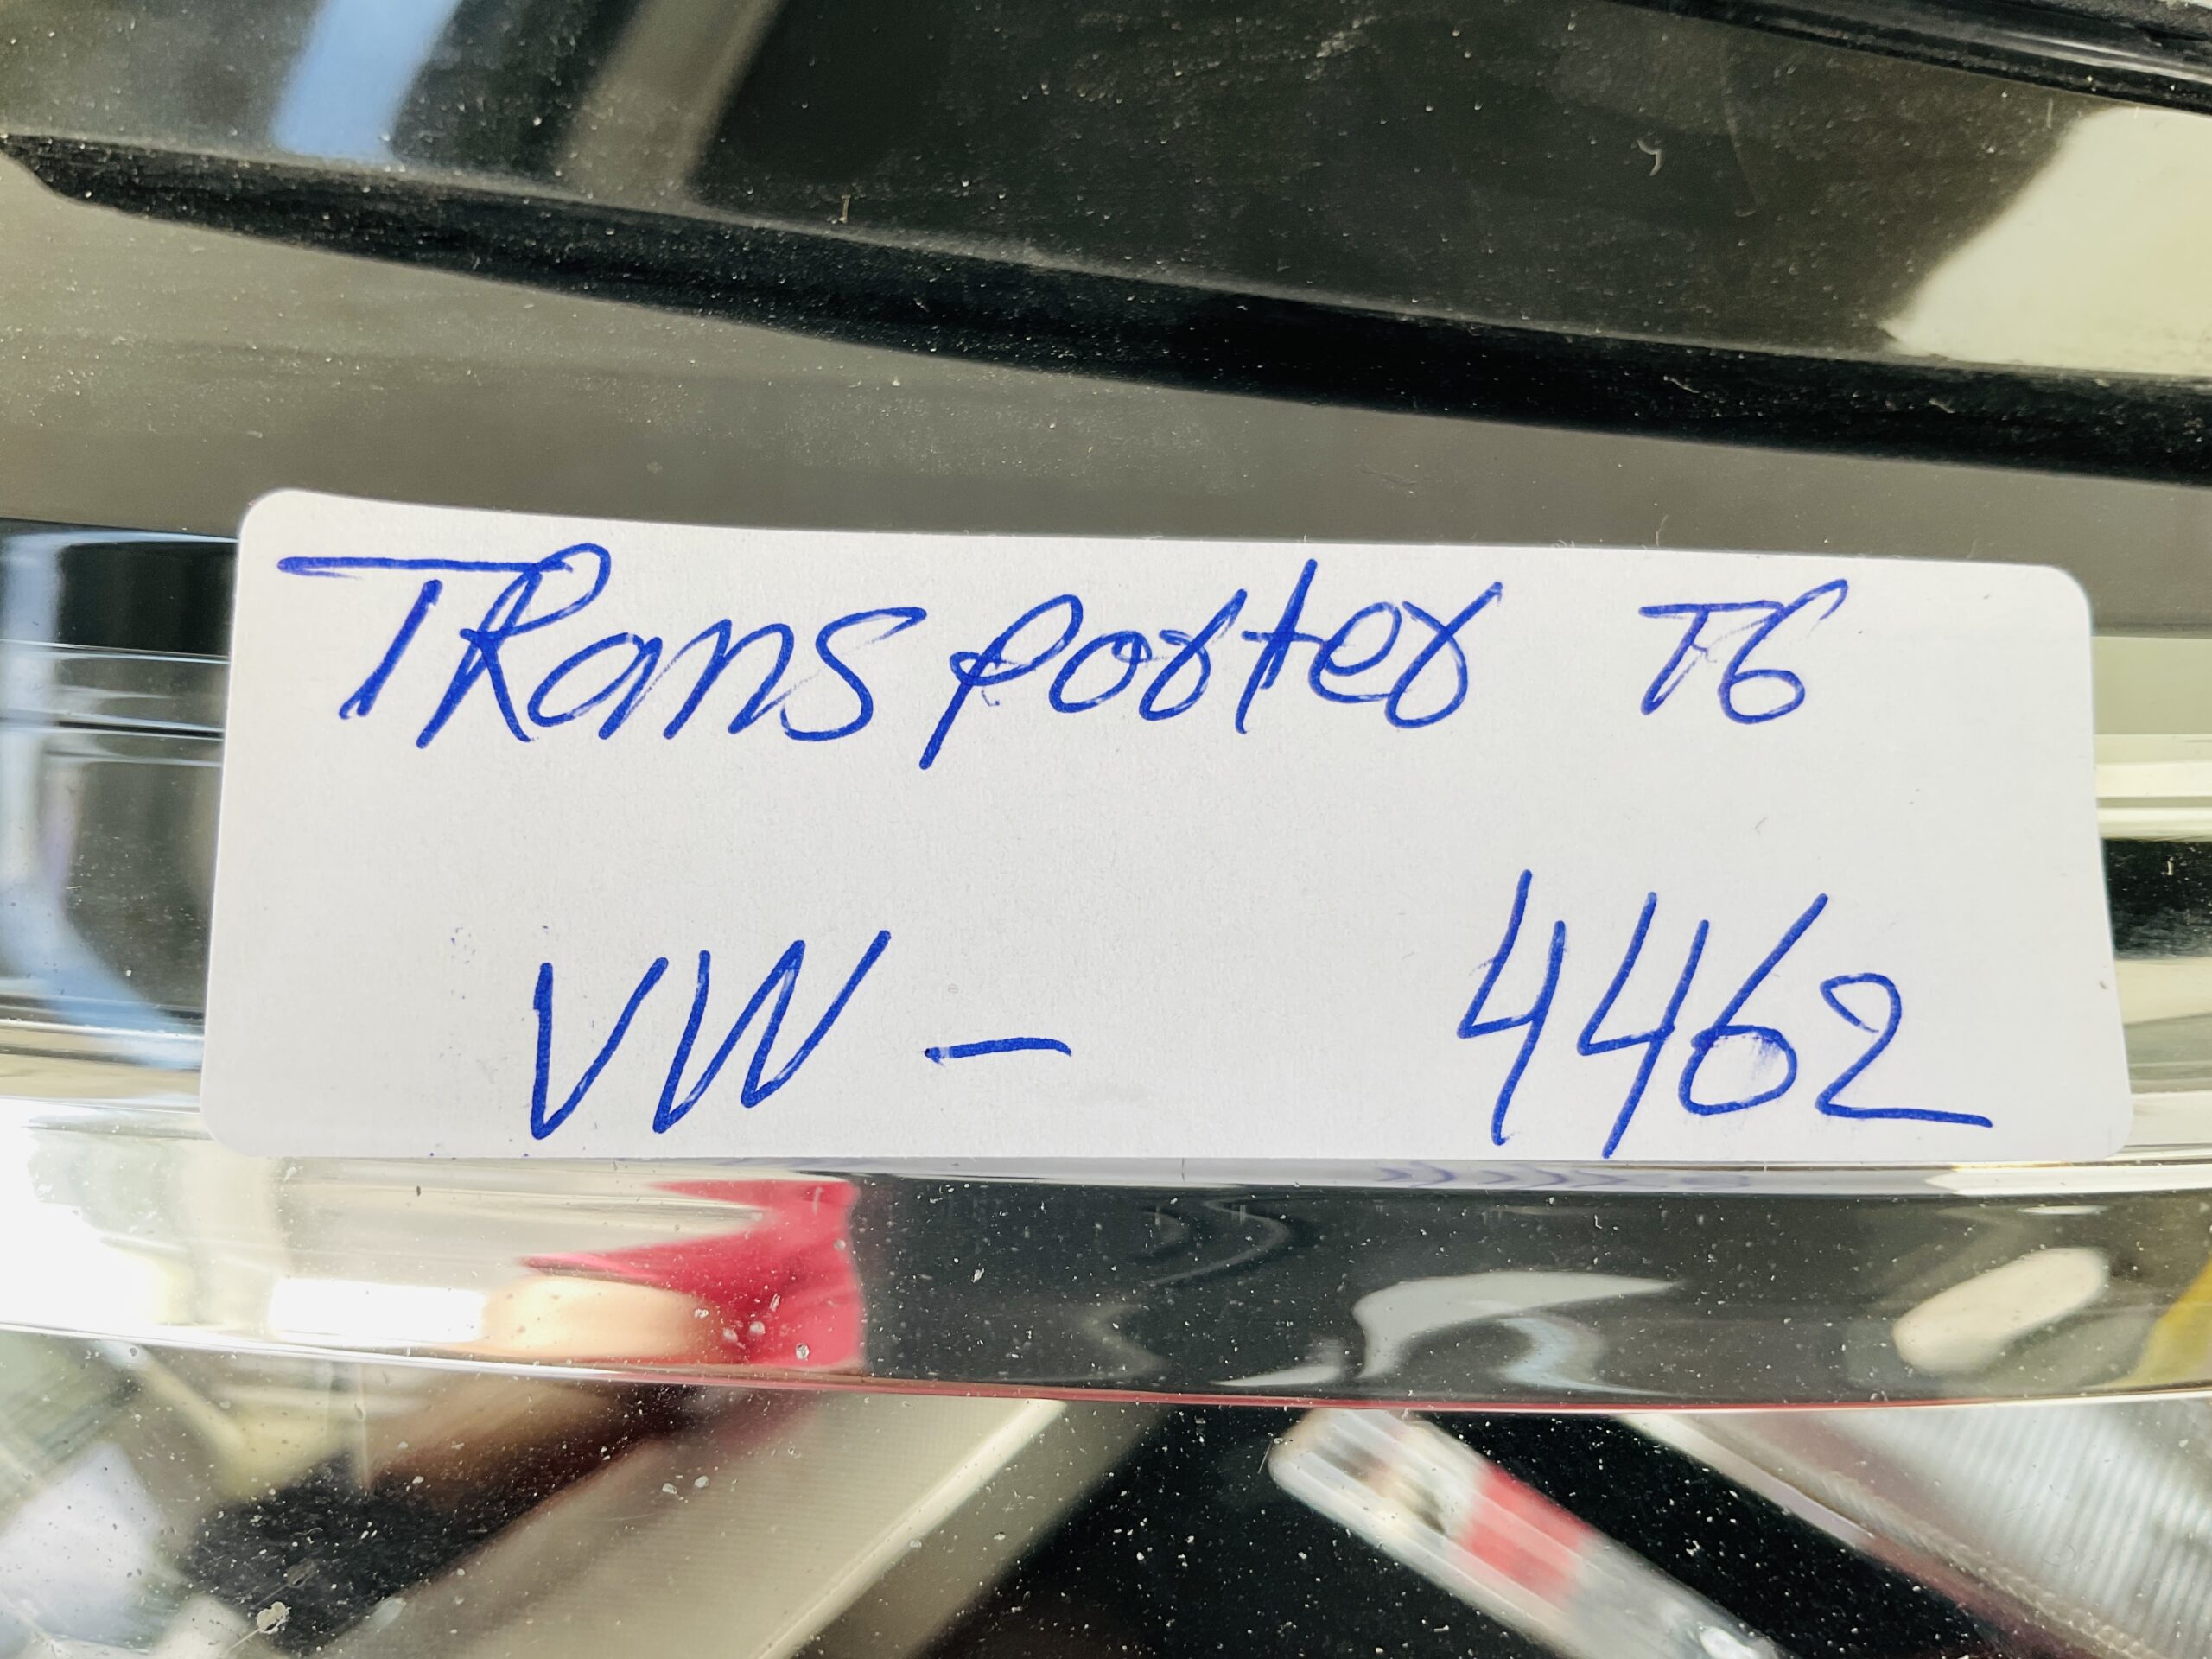 TRansporter T6
VW - 4462